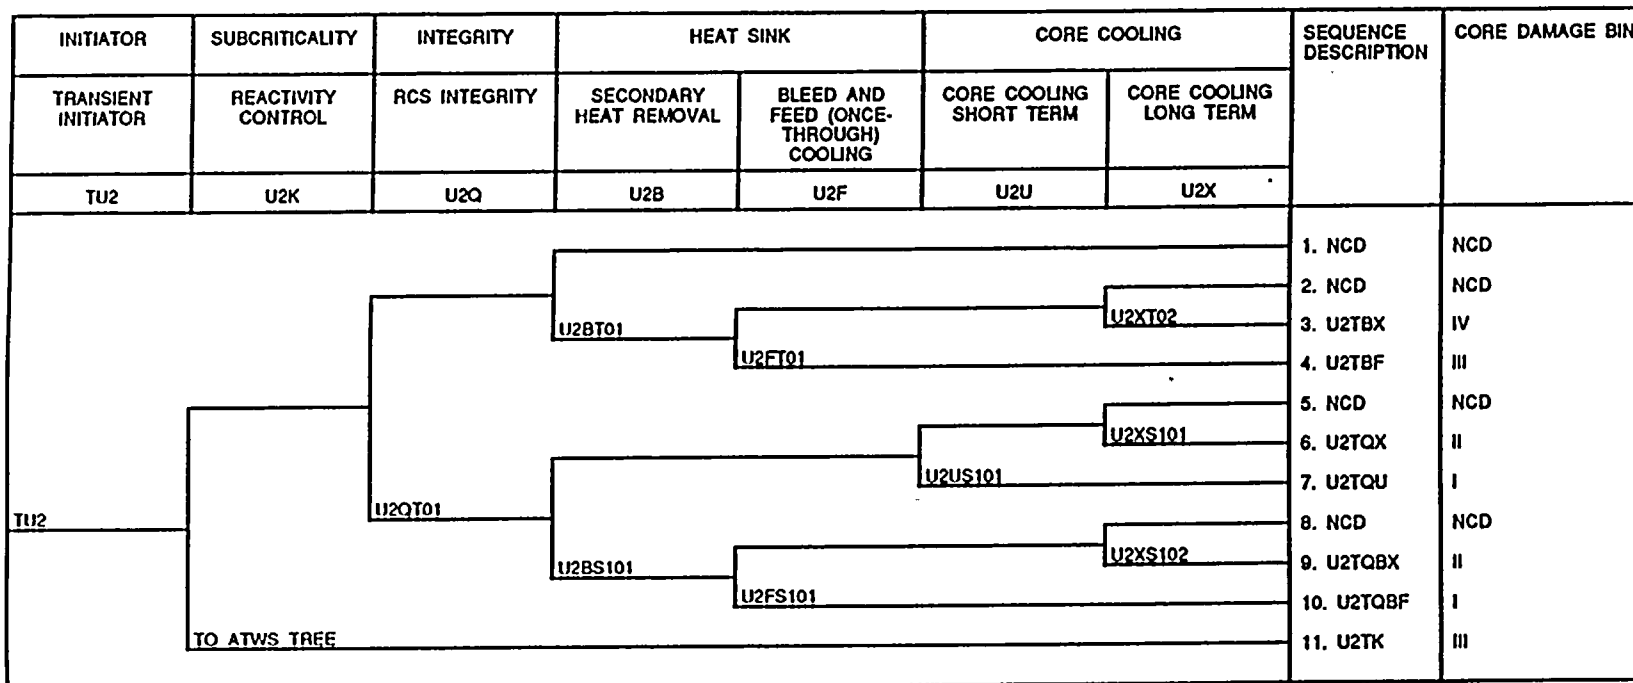 INITIATOR SUBCRITICALITY INTEGRITY HEAT SINK CORE COOLING SEQUENCE DESCRIPTION CORE DAMAGE BIN
TRANSIENT INITIATOR
REACTIVITY CONTROL
RCS INTEGRITY
SECONDARY HEAT REMOVAL
BLEED AND FEED (ONCE-THROUGH) COOLING
CORE COOLING SHORT TERM
CORE COOLING LONG TERM
TU2 U2K U2Q U2B U2F U2U U2X
1. NCD NCD
2. NCD NCD
U2BT01 U2XT02 3. U2TBX IV
U2FT01 4. U2TBF III
5. NCD NCD
U2XS101 6. U2TQX II
U2US101 7. U2TQU I
TU2 U2QT01 8. NCD NCD
U2BS101 U2XS102 9. U2TQBX II
U2FS101 10. U2TQBF I
TO ATWS TREE 11. U2TK III